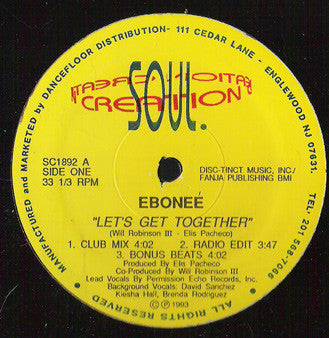 MANUFACTURED and MARKETED by DANCEFLOOR DISTRIBUTION- 111 CEDAR LANE - ENGLEWOOD NJ 07631. TEL: 201 568-7066
ALL RIGHTS RESERVED
CREATION
CREATION
SOUL.
SC1892 A
SIDE ONE
33 1/3 RPM
DISC-TINCT MUSIC, INC./
FANJA PUBLISHING BMI
EBONEÉ
"LET'S GET TOGETHER"
(Will Robinson III - Elis Pacheco)
1. CLUB MIX 4:02 2. RADIO EDIT 3:47
3. BONUS BEATS 4:02
Produced by Elis Pacheco
Co-Produced By Will Robinson III
Lead Vocals By Permission Echo Records, Inc.
Background Vocals: David Sanchez
Kiesha Hall, Brenda Rodriguez
Ⓒ Ⓟ 1993